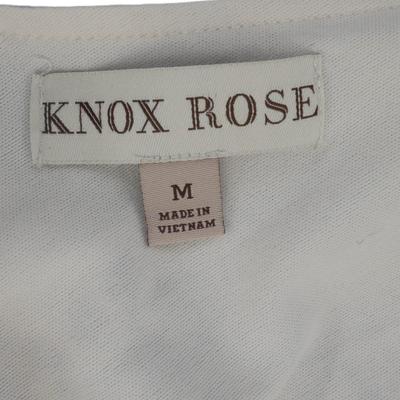 KNOX ROSE
M
MADE IN
VIETNAM